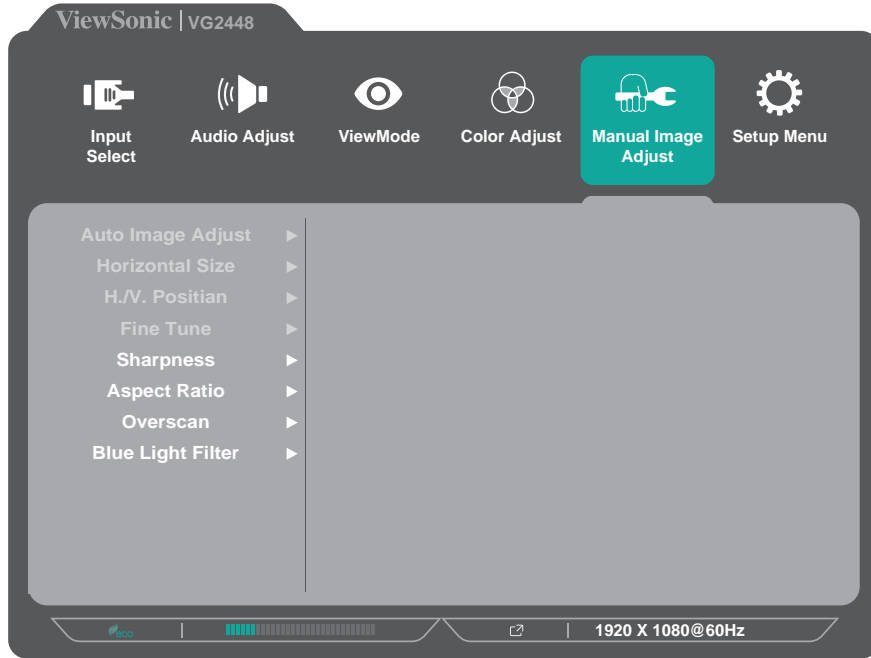 ViewSonic | VG2448
Input Select
Audio Adjust
ViewMode
Color Adjust
Manual Image Adjust
Setup Menu
Auto Image Adjust
Horizontal Size
H./V. Positian
Fine Tune
Sharpness
Aspect Ratio
Overscan
Blue Light Filter
eco
1920 X 1080@60Hz